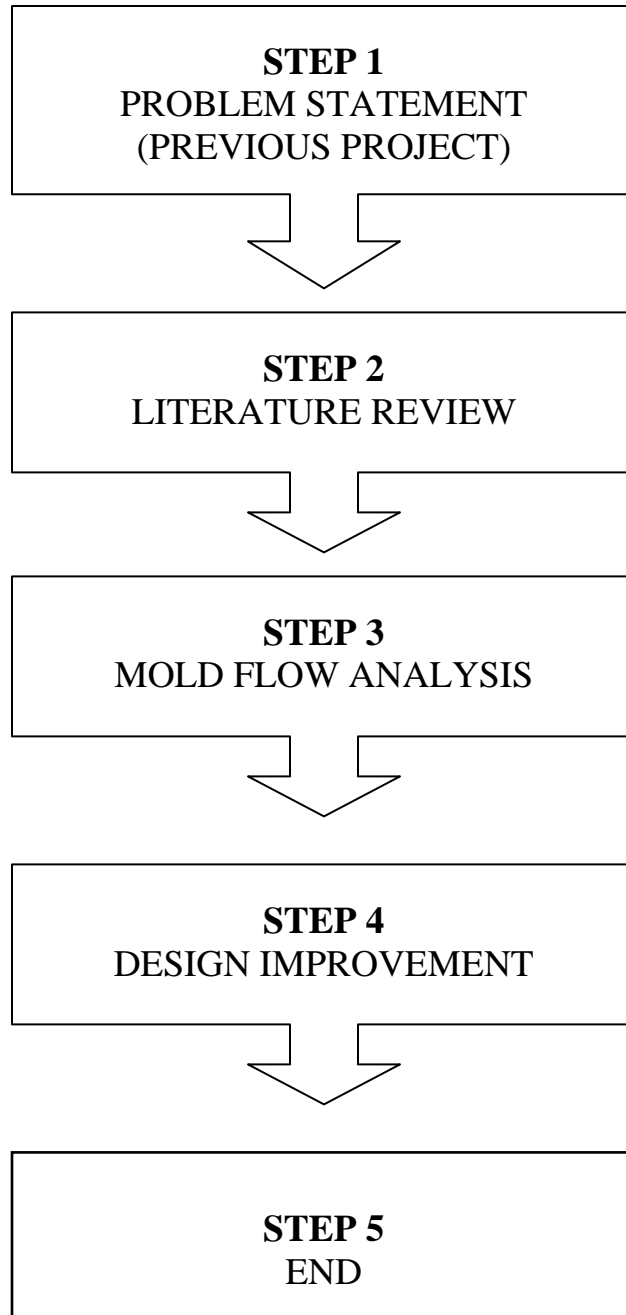 STEP 1
PROBLEM STATEMENT
(PREVIOUS PROJECT)
STEP 2
LITERATURE REVIEW
STEP 3
MOLD FLOW ANALYSIS
STEP 4
DESIGN IMPROVEMENT
STEP 5
END